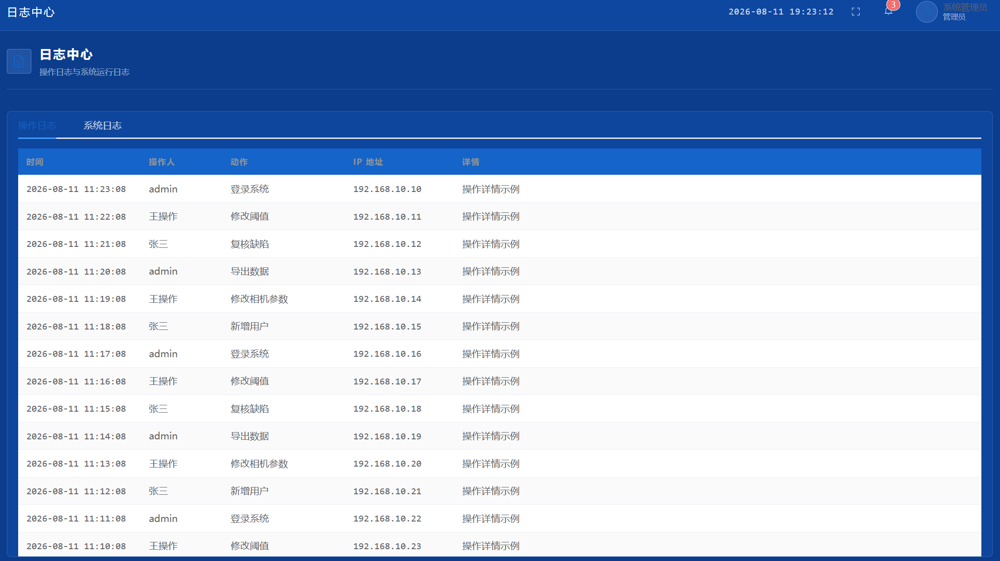 日志中心
2026-08-11 19:23:12
3
系统管理员
管理员
日志中心
操作日志与系统运行日志
操作日志 系统日志
时间 操作人 动作 IP 地址 详情
2026-08-11 11:23:08 admin 登录系统 192.168.10.10 操作详情示例
2026-08-11 11:22:08 王操作 修改阈值 192.168.10.11 操作详情示例
2026-08-11 11:21:08 张三 复核缺陷 192.168.10.12 操作详情示例
2026-08-11 11:20:08 admin 导出数据 192.168.10.13 操作详情示例
2026-08-11 11:19:08 王操作 修改相机参数 192.168.10.14 操作详情示例
2026-08-11 11:18:08 张三 新增用户 192.168.10.15 操作详情示例
2026-08-11 11:17:08 admin 登录系统 192.168.10.16 操作详情示例
2026-08-11 11:16:08 王操作 修改阈值 192.168.10.17 操作详情示例
2026-08-11 11:15:08 张三 复核缺陷 192.168.10.18 操作详情示例
2026-08-11 11:14:08 admin 导出数据 192.168.10.19 操作详情示例
2026-08-11 11:13:08 王操作 修改相机参数 192.168.10.20 操作详情示例
2026-08-11 11:12:08 张三 新增用户 192.168.10.21 操作详情示例
2026-08-11 11:11:08 admin 登录系统 192.168.10.22 操作详情示例
2026-08-11 11:10:08 王操作 修改阈值 192.168.10.23 操作详情示例